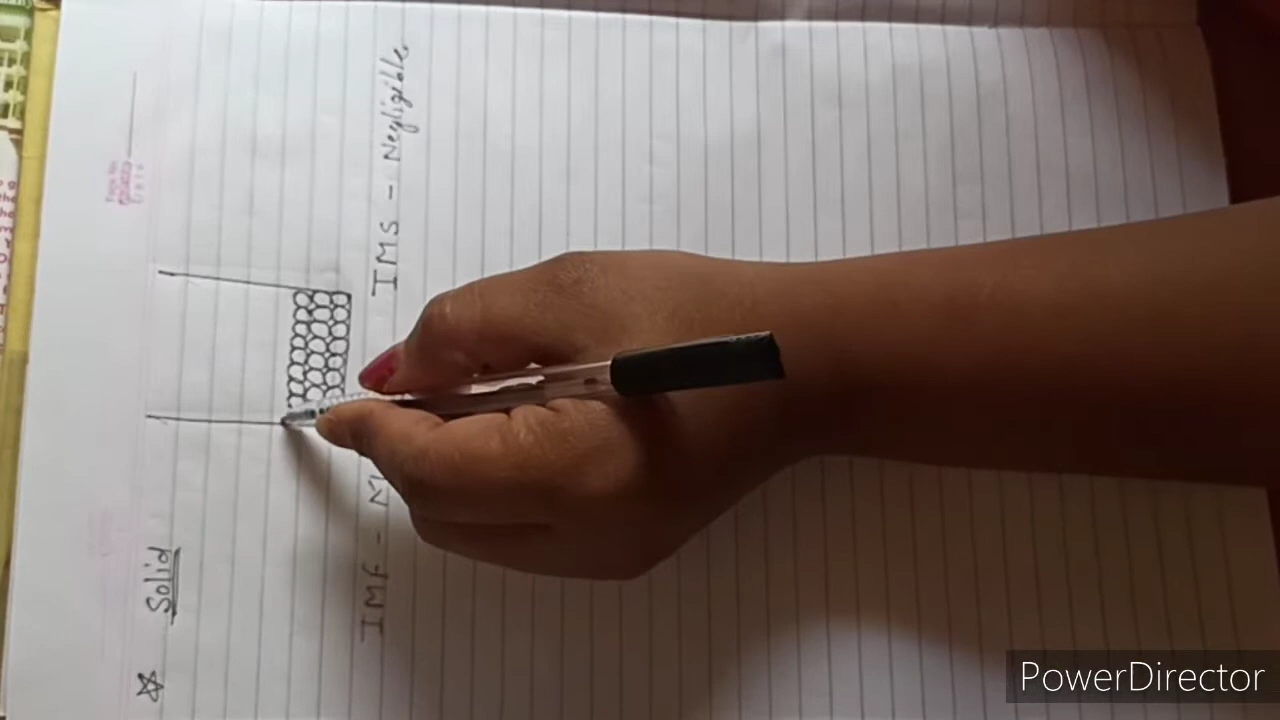 ☆ Solid
IMF - M
IMS - Negligible
PowerDirector